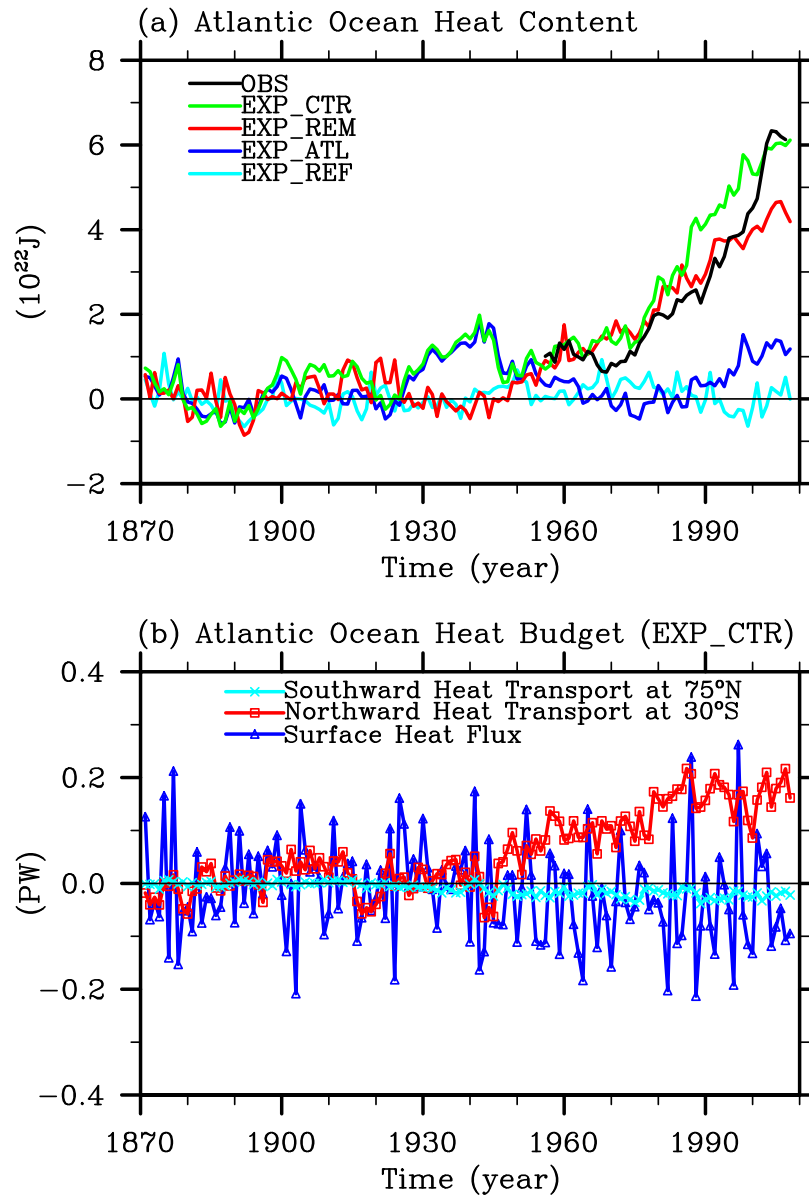 (a) Atlantic Ocean Heat Content
8
OBS
EXP_CTR
EXP_REM
EXP_ATL
EXP_REF
6
4
2
0
−2
(10²²J)
1870 1900 1930 1960 1990
Time (year)
(b) Atlantic Ocean Heat Budget (EXP_CTR)
0.4
Southward Heat Transport at 75°N
Northward Heat Transport at 30°S
Surface Heat Flux
0.2
0.0
−0.2
−0.4
(PW)
1870 1900 1930 1960 1990
Time (year)